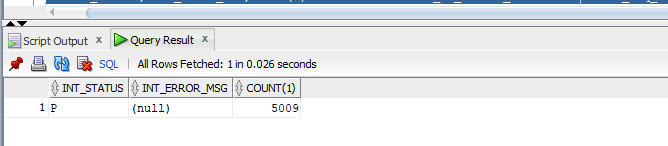 Script Output x Query Result x
SQL | All Rows Fetched: 1 in 0.026 seconds
INT_STATUS INT_ERROR_MSG COUNT(1)
1 P (null) 5009